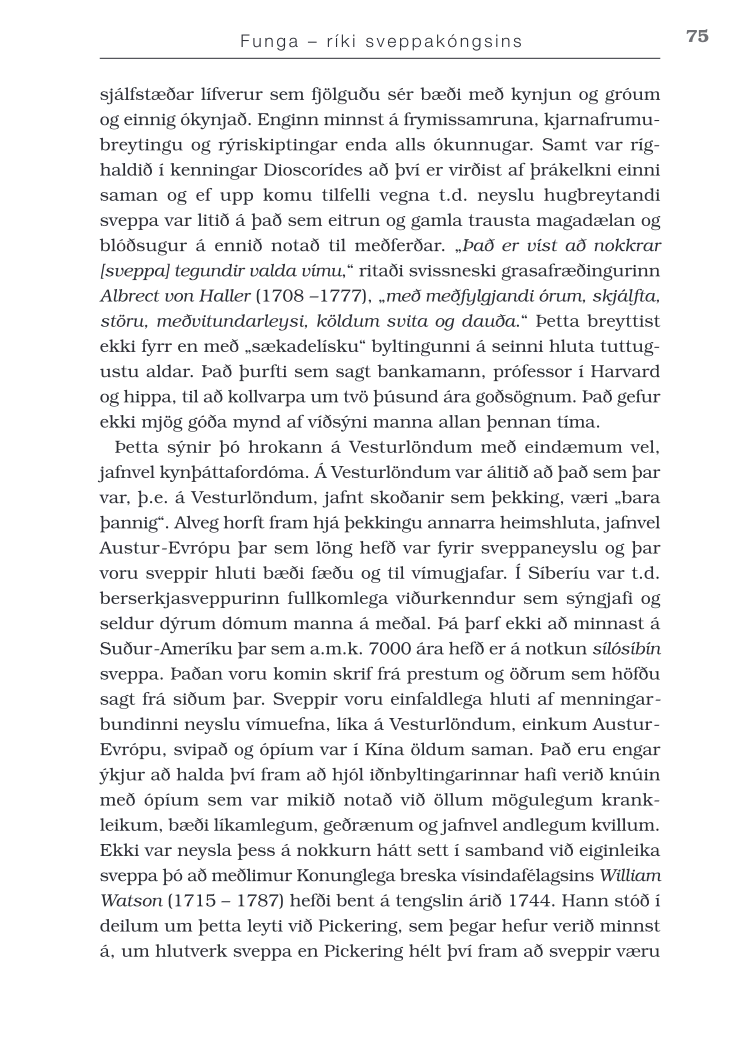 Funga – ríki sveppakóngsins
75
sjálfstæðar lífverur sem fjölguðu sér bæði með kynjun og gróum
og einnig ókynjað. Enginn minnst á frymissamruna, kjarnafrumu-
breytingu og rýriskiptingar enda alls ókunnugar. Samt var ríg-
haldið í kenningar Dioscorídes að því er virðist af þrákelkni einni
saman og ef upp komu tilfelli vegna t.d. neyslu hugbreytandi
sveppa var litið á það sem eitrun og gamla trausta magadælan og
blóðsugur á ennið notað til meðferðar. „Það er víst að nokkrar
[sveppa] tegundir valda vímu,“ ritaði svissneski grasafræðingurinn
Albrect von Haller (1708 –1777), „með meðfylgjandi órum, skjálfta,
störu, meðvitundarleysi, köldum svita og dauða.“ Þetta breyttist
ekki fyrr en með „sækadelísku“ byltingunni á seinni hluta tuttug-
ustu aldar. Það þurfti sem sagt bankamann, prófessor í Harvard
og hippa, til að kollvarpa um tvö þúsund ára goðsögnum. Það gefur
ekki mjög góða mynd af víðsýni manna allan þennan tíma.
Þetta sýnir þó hrokann á Vesturlöndum með eindæmum vel,
jafnvel kynþáttafordóma. Á Vesturlöndum var álitið að það sem þar
var, þ.e. á Vesturlöndum, jafnt skoðanir sem þekking, væri „bara
þannig“. Alveg horft fram hjá þekkingu annarra heimshluta, jafnvel
Austur-Evrópu þar sem löng hefð var fyrir sveppaneyslu og þar
voru sveppir hluti bæði fæðu og til vímugjafar. Í Síberíu var t.d.
berserkjasveppurinn fullkomlega viðurkenndur sem sýngjafi og
seldur dýrum dómum manna á meðal. Þá þarf ekki að minnast á
Suður-Ameríku þar sem a.m.k. 7000 ára hefð er á notkun sílósíbín
sveppa. Þaðan voru komin skrif frá prestum og öðrum sem höfðu
sagt frá siðum þar. Sveppir voru einfaldlega hluti af menningar-
bundinni neyslu vímuefna, líka á Vesturlöndum, einkum Austur-
Evrópu, svipað og ópíum var í Kína öldum saman. Það eru engar
ýkjur að halda því fram að hjól iðnbyltingarinnar hafi verið knúin
með ópíum sem var mikið notað við öllum mögulegum krank-
leikum, bæði líkamlegum, geðrænum og jafnvel andlegum kvillum.
Ekki var neysla þess á nokkurn hátt sett í samband við eiginleika
sveppa þó að meðlimur Konunglega breska vísindafélagsins William
Watson (1715 – 1787) hefði bent á tengslin árið 1744. Hann stóð í
deilum um þetta leyti við Pickering, sem þegar hefur verið minnst
á, um hlutverk sveppa en Pickering hélt því fram að sveppir væru